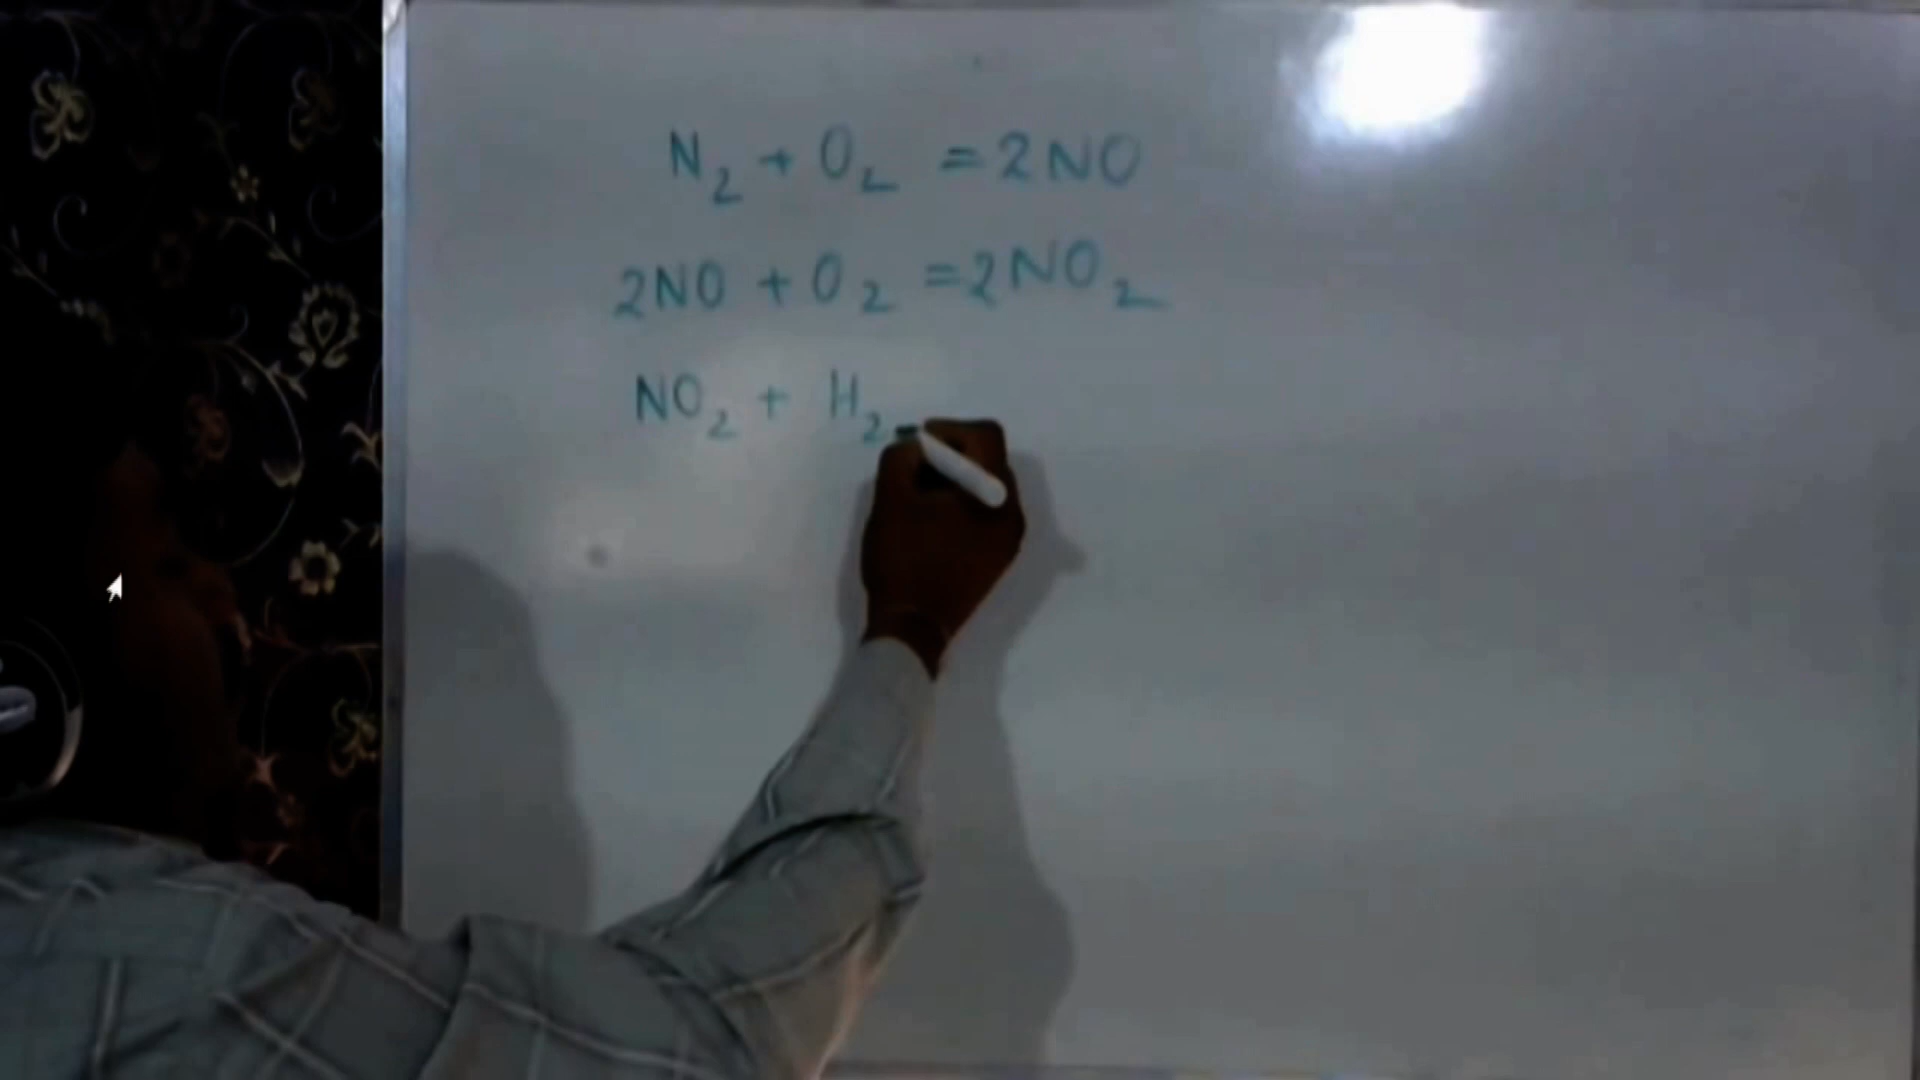 N₂ + O₂ = 2NO
2NO + O₂ = 2NO₂
NO₂ + H₂